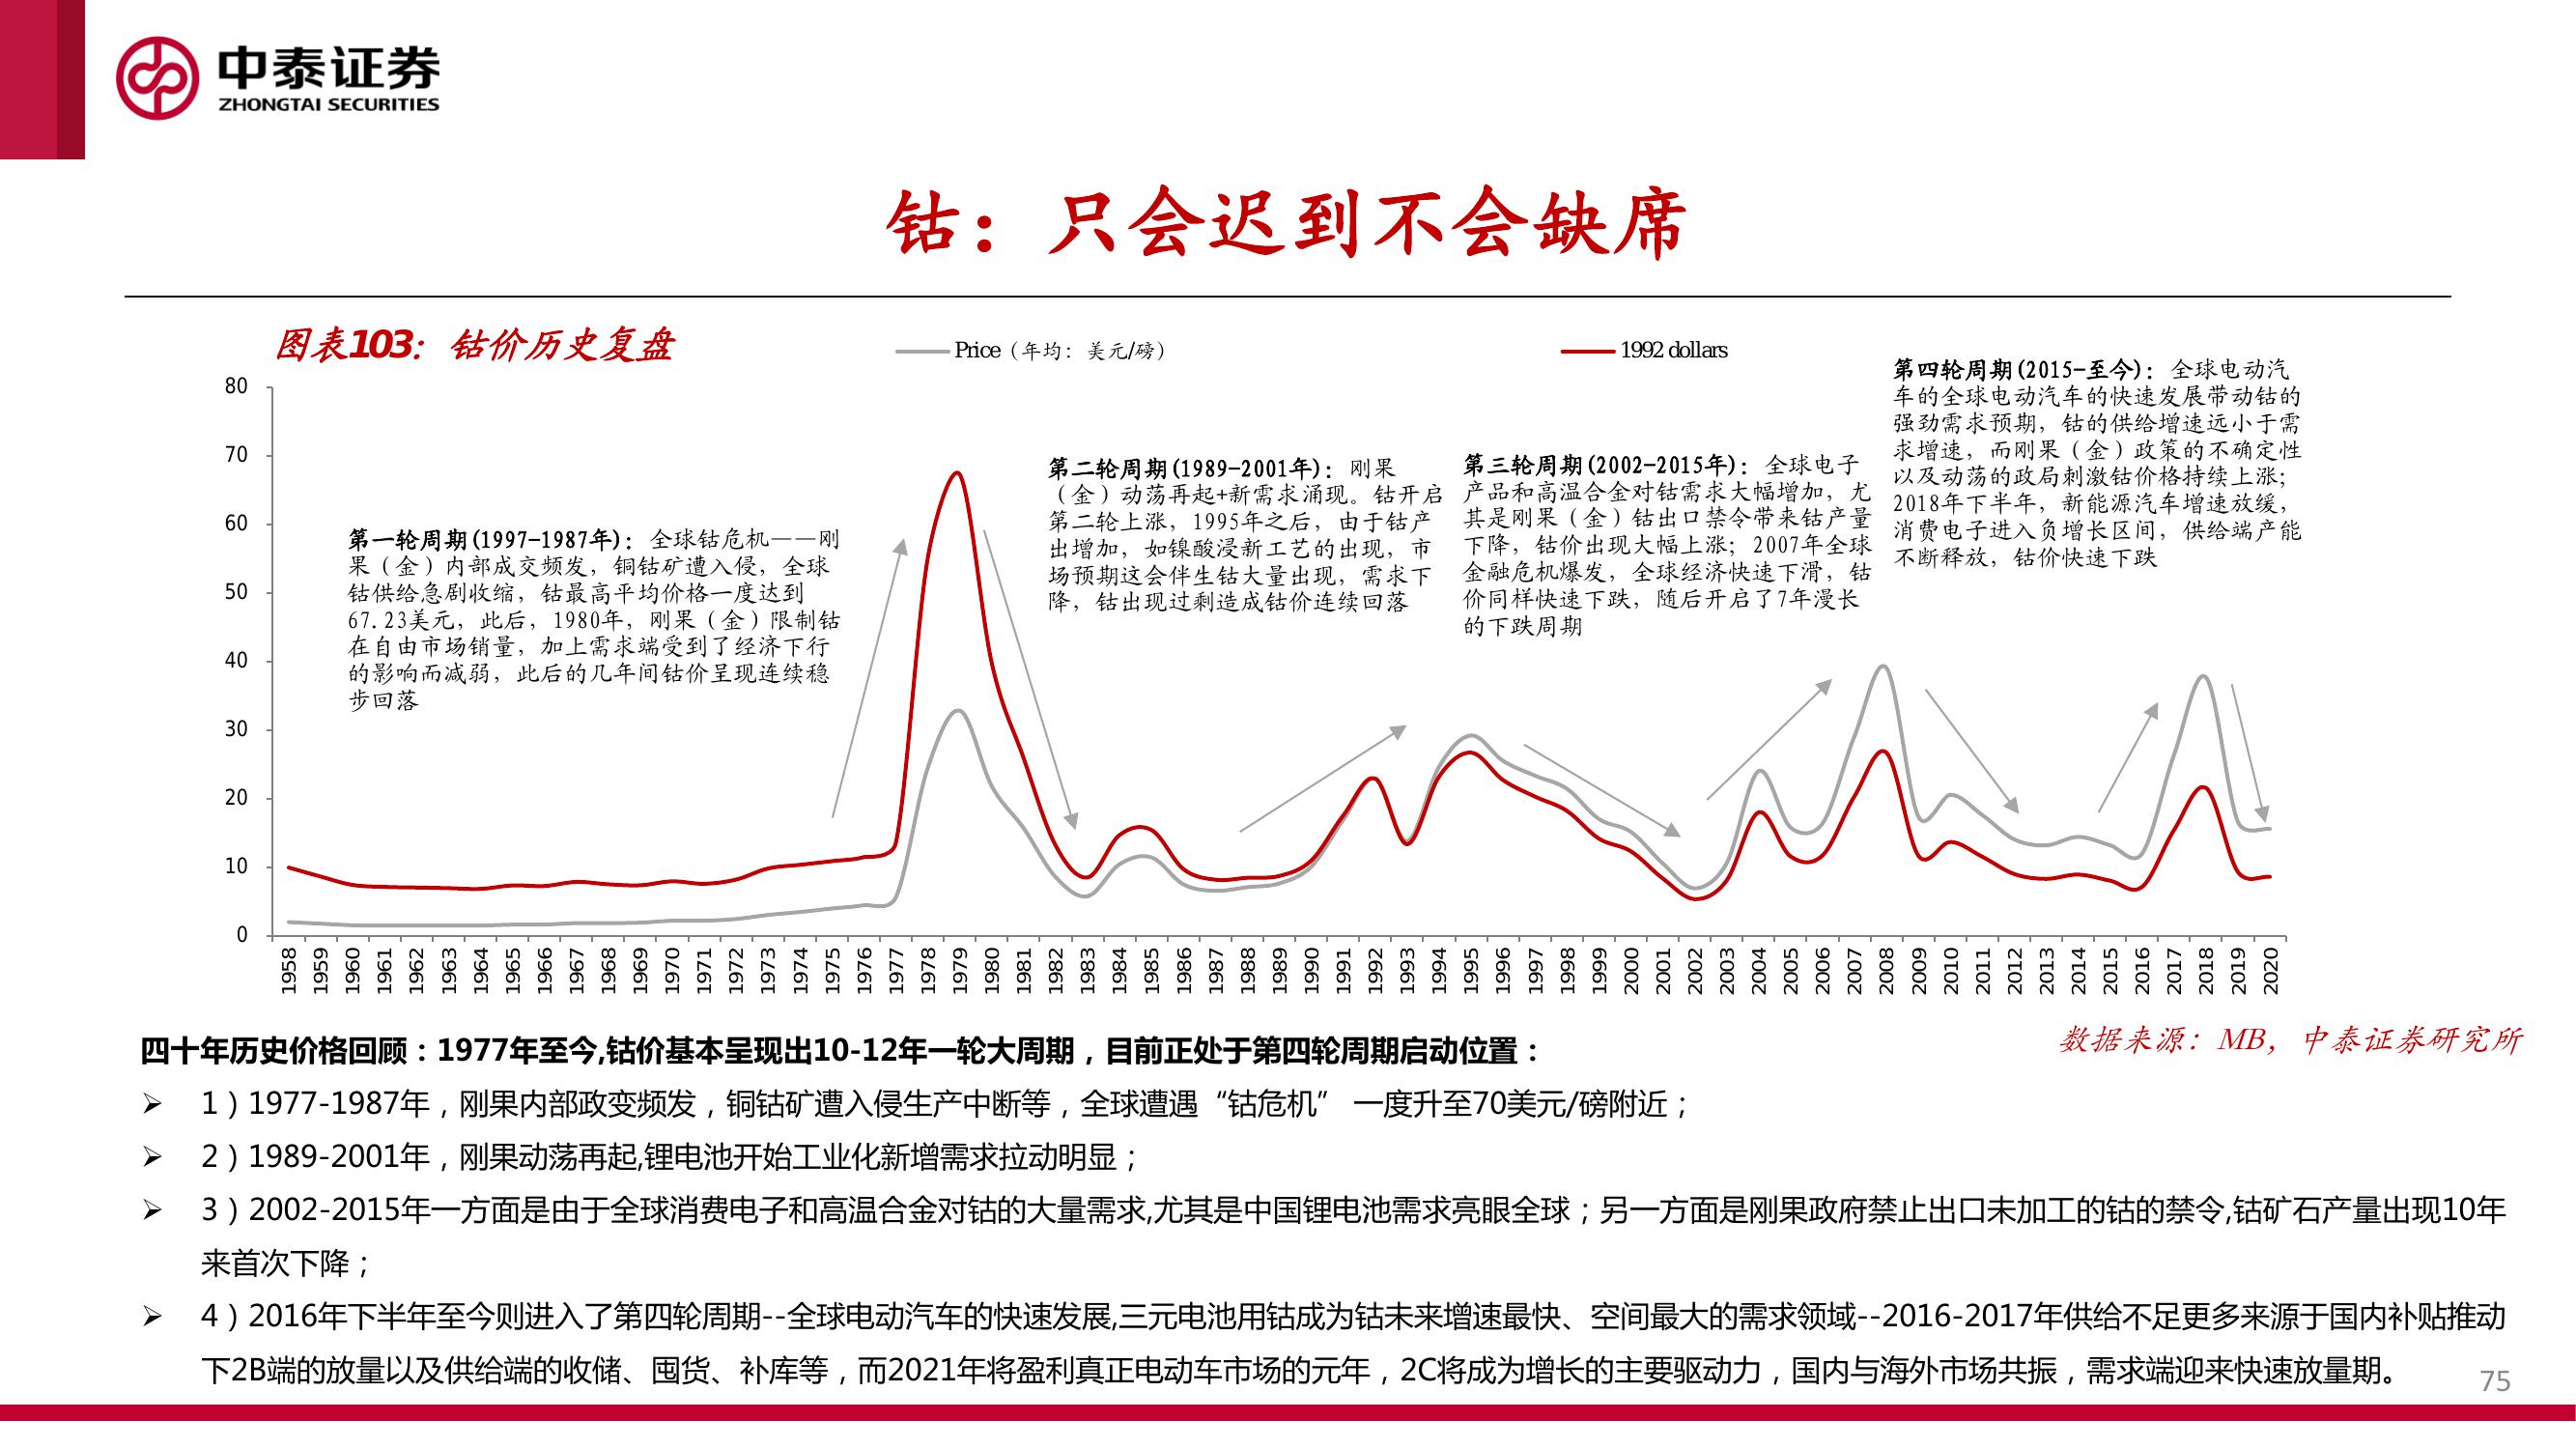 中泰证券
ZHONGTAI SECURITIES
钴：只会迟到不会缺席
图表103：钴价历史复盘
Price（年均：美元/磅）
1992 dollars
80
70
60
50
40
30
20
10
0
第一轮周期(1997-1987年)：全球钴危机——刚
果（金）内部成交频发，铜钴矿遭入侵，全球
钴供给急剧收缩，钴最高平均价格一度达到
67.23美元，此后，1980年，刚果（金）限制钴
在自由市场销量，加上需求端受到了经济下行
的影响而减弱，此后的几年间钴价呈现连续稳
步回落
第二轮周期(1989-2001年)：刚果
（金）动荡再起+新需求涌现。钴开启
第二轮上涨，1995年之后，由于钴产
出增加，如镍酸浸新工艺的出现，市
场预期这会伴生钴大量出现，需求下
降，钴出现过剩造成钴价连续回落
第三轮周期(2002-2015年)：全球电子
产品和高温合金对钴需求大幅增加，尤
其是刚果（金）钴出口禁令带来钴产量
下降，钴价出现大幅上涨；2007年全球
金融危机爆发，全球经济快速下滑，钴
价同样快速下跌，随后开启了7年漫长
的下跌周期
第四轮周期(2015-至今)：全球电动汽
车的全球电动汽车的快速发展带动钴的
强劲需求预期，钴的供给增速远小于需
求增速，而刚果（金）政策的不确定性
以及动荡的政局刺激钴价格持续上涨；
2018年下半年，新能源汽车增速放缓，
消费电子进入负增长区间，供给端产能
不断释放，钴价快速下跌
1958 1959 1960 1961 1962 1963 1964 1965 1966 1967 1968 1969 1970 1971 1972 1973 1974 1975 1976 1977 1978 1979 1980 1981 1982 1983 1984 1985 1986 1987 1988 1989 1990 1991 1992 1993 1994 1995 1996 1997 1998 1999 2000 2001 2002 2003 2004 2005 2006 2007 2008 2009 2010 2011 2012 2013 2014 2015 2016 2017 2018 2019 2020
数据来源：MB，中泰证券研究所
四十年历史价格回顾：1977年至今,钴价基本呈现出10-12年一轮大周期，目前正处于第四轮周期启动位置：
➢ 1）1977-1987年，刚果内部政变频发，铜钴矿遭入侵生产中断等，全球遭遇“钴危机” 一度升至70美元/磅附近；
➢ 2）1989-2001年，刚果动荡再起,锂电池开始工业化新增需求拉动明显；
➢ 3）2002-2015年一方面是由于全球消费电子和高温合金对钴的大量需求,尤其是中国锂电池需求亮眼全球；另一方面是刚果政府禁止出口未加工的钴的禁令,钴矿石产量出现10年
来首次下降；
➢ 4）2016年下半年至今则进入了第四轮周期--全球电动汽车的快速发展,三元电池用钴成为钴未来增速最快、空间最大的需求领域--2016-2017年供给不足更多来源于国内补贴推动
下2B端的放量以及供给端的收储、囤货、补库等，而2021年将盈利真正电动车市场的元年，2C将成为增长的主要驱动力，国内与海外市场共振，需求端迎来快速放量期。
75